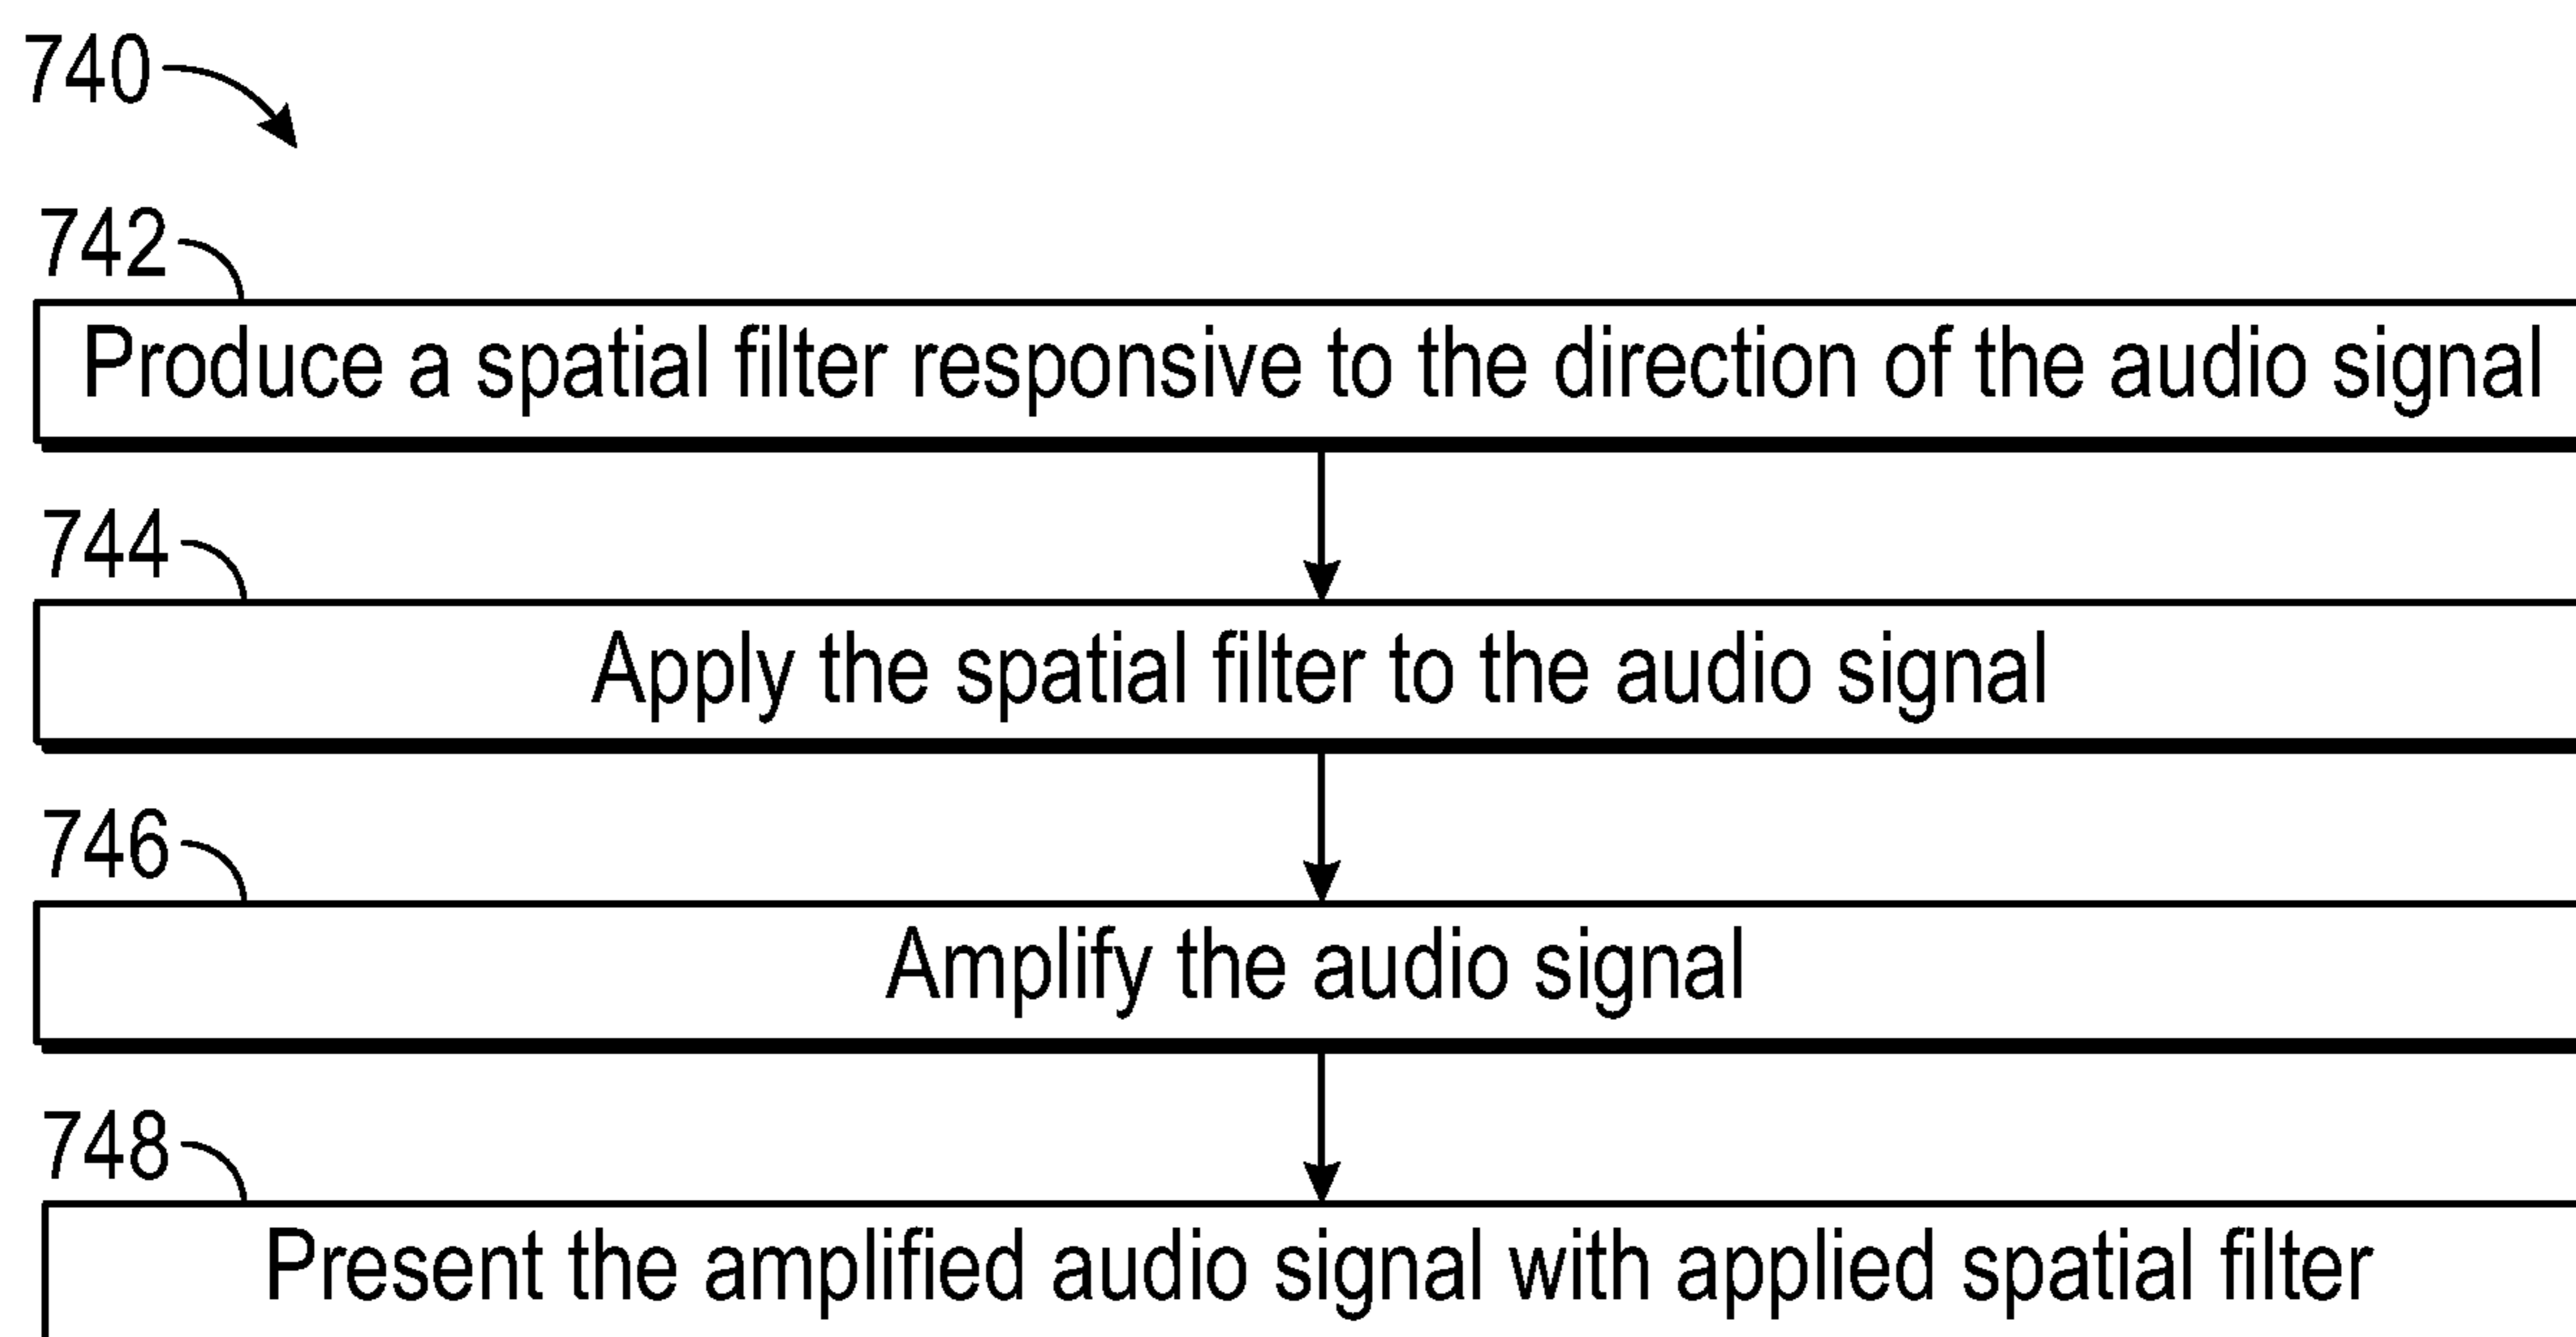 740
742
Produce a spatial filter responsive to the direction of the audio signal
744
Apply the spatial filter to the audio signal
746
Amplify the audio signal
748
Present the amplified audio signal with applied spatial filter